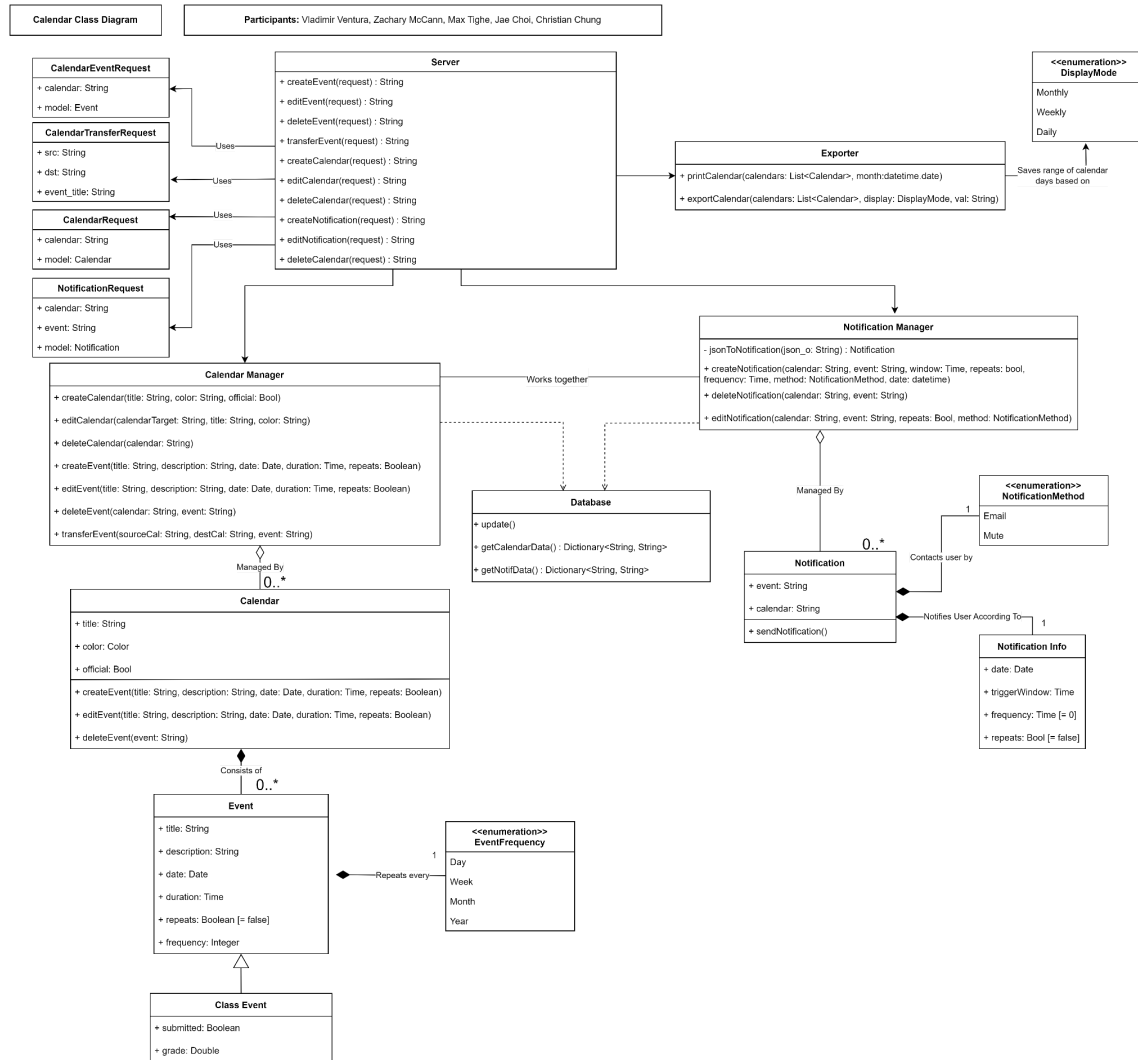 Calendar Class Diagram
Participants: Vladimir Ventura, Zachary McCann, Max Tighe, Jae Choi, Christian Chung
CalendarEventRequest
+ calendar: String
+ model: Event
CalendarTransferRequest
+ src: String
+ dst: String
+ event_title: String
CalendarRequest
+ calendar: String
+ model: Calendar
NotificationRequest
+ calendar: String
+ event: String
+ model: Notification
Uses
Uses
Uses
Uses
Server
+ createEvent(request) : String
+ editEvent(request) : String
+ deleteEvent(request) : String
+ transferEvent(request) : String
+ createCalendar(request) : String
+ editCalendar(request) : String
+ deleteCalendar(request) : String
+ createNotification(request) : String
+ editNotification(request) : String
+ deleteCalendar(request) : String
Exporter
+ printCalendar(calendars: List<Calendar>, month:datetime.date)
+ exportCalendar(calendars: List<Calendar>, display: DisplayMode, val: String)
<<enumeration>>
DisplayMode
Monthly
Weekly
Daily
Saves range of calendar
days based on
Calendar Manager
+ createCalendar(title: String, color: String, official: Bool)
+ editCalendar(calendarTarget: String, title: String, color: String)
+ deleteCalendar(calendar: String)
+ createEvent(title: String, description: String, date: Date, duration: Time, repeats: Boolean)
+ editEvent(title: String, description: String, date: Date, duration: Time, repeats: Boolean)
+ deleteEvent(calendar: String, event: String)
+ transferEvent(sourceCal: String, destCal: String, event: String)
Works together
Notification Manager
- jsonToNotification(json_o: String) : Notification
+ createNotification(calendar: String, event: String, window: Time, repeats: bool,
frequency: Time, method: NotificationMethod, date: datetime)
+ deleteNotification(calendar: String, event: String)
+ editNotification(calendar: String, event: String, repeats: Bool, method: NotificationMethod)
Database
+ update()
+ getCalendarData() : Dictionary<String, String>
+ getNotifData() : Dictionary<String, String>
Managed By
0..*
<<enumeration>>
NotificationMethod
Email
Mute
1
Contacts user by
Notification
+ event: String
+ calendar: String
+ sendNotification()
Notifies User According To
1
Notification Info
+ date: Date
+ triggerWindow: Time
+ frequency: Time [= 0]
+ repeats: Bool [= false]
Managed By
0..*
Calendar
+ title: String
+ color: Color
+ official: Bool
+ createEvent(title: String, description: String, date: Date, duration: Time, repeats: Boolean)
+ editEvent(title: String, description: String, date: Date, duration: Time, repeats: Boolean)
+ deleteEvent(event: String)
Consists of
0..*
Event
+ title: String
+ description: String
+ date: Date
+ duration: Time
+ repeats: Boolean [= false]
+ frequency: Integer
Repeats every
1
<<enumeration>>
EventFrequency
Day
Week
Month
Year
Class Event
+ submitted: Boolean
+ grade: Double